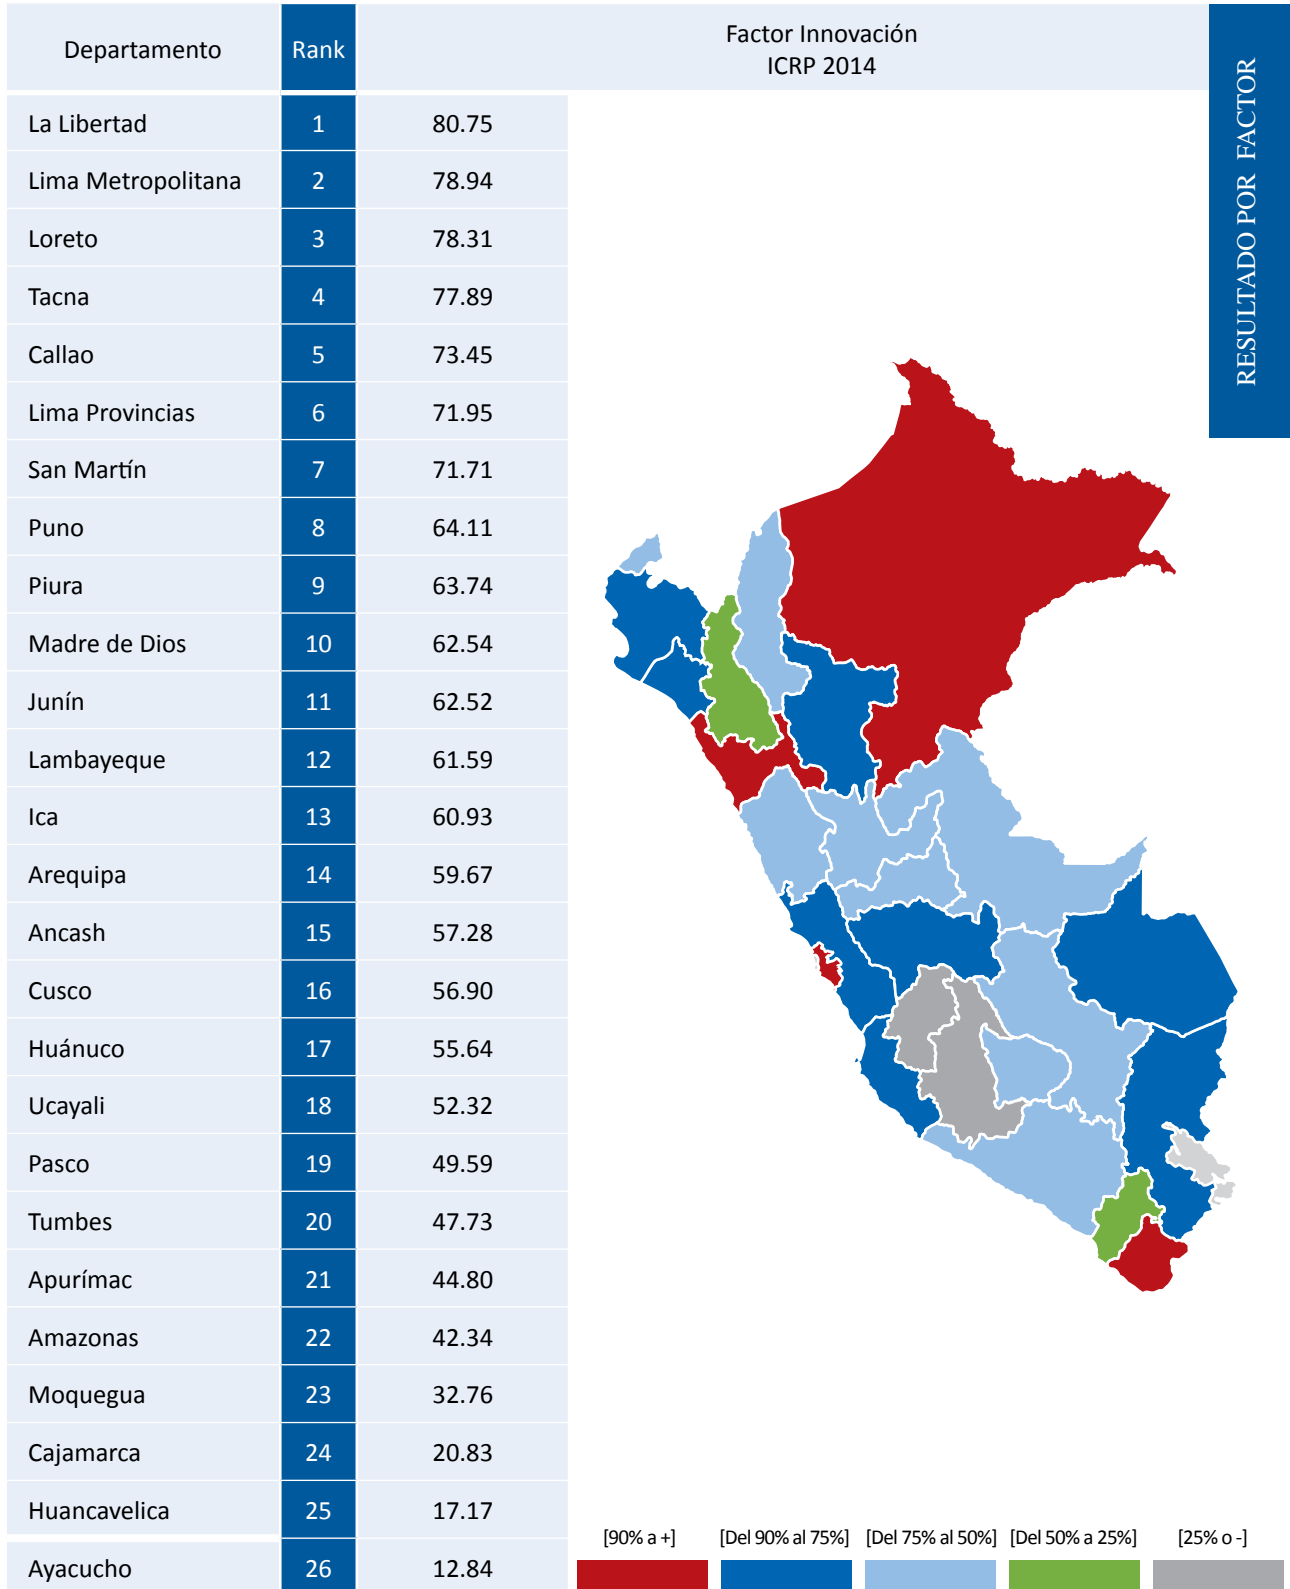 Departamento Rank Factor Innovación
ICRP 2014
RESULTADO POR FACTOR
La Libertad 1 80.75
Lima Metropolitana 2 78.94
Loreto 3 78.31
Tacna 4 77.89
Callao 5 73.45
Lima Provincias 6 71.95
San Martín 7 71.71
Puno 8 64.11
Piura 9 63.74
Madre de Dios 10 62.54
Junín 11 62.52
Lambayeque 12 61.59
Ica 13 60.93
Arequipa 14 59.67
Ancash 15 57.28
Cusco 16 56.90
Huánuco 17 55.64
Ucayali 18 52.32
Pasco 19 49.59
Tumbes 20 47.73
Apurímac 21 44.80
Amazonas 22 42.34
Moquegua 23 32.76
Cajamarca 24 20.83
Huancavelica 25 17.17
Ayacucho 26 12.84
[90% a +] [Del 90% al 75%] [Del 75% al 50%] [Del 50% a 25%] [25% o -]